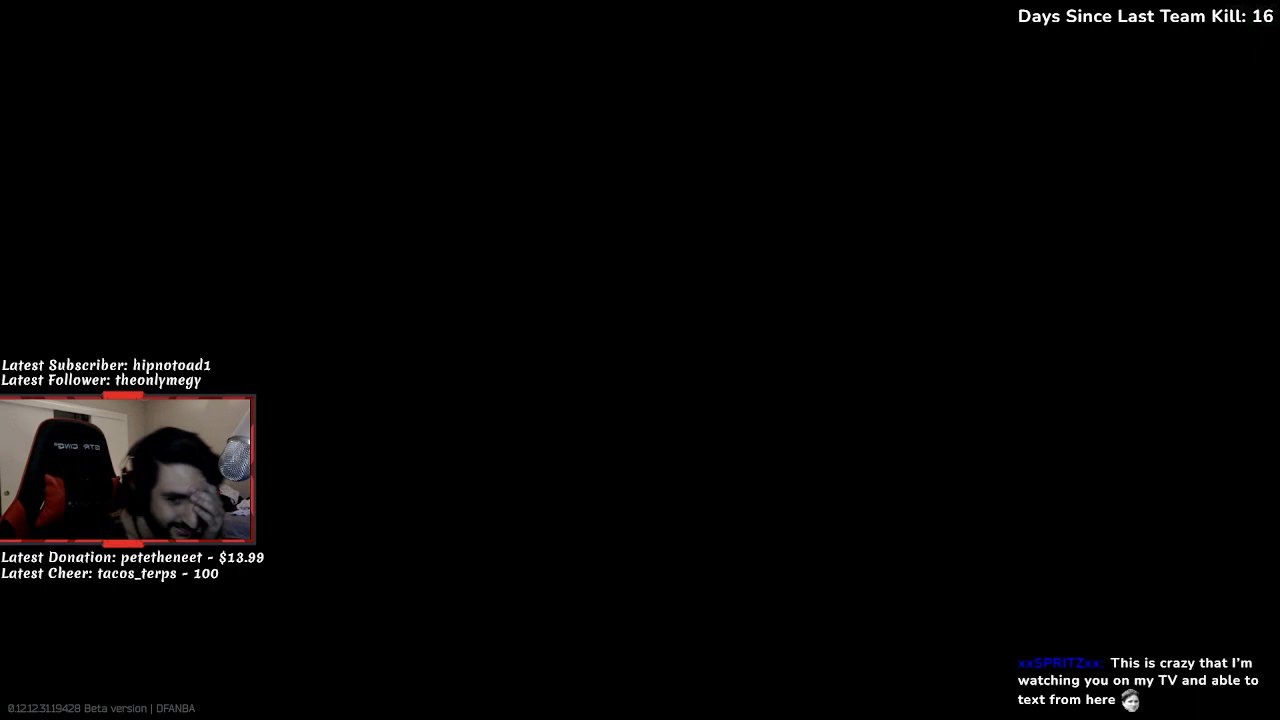 Days Since Last Team Kill: 16
Latest Subscriber: hipnotoad1
Latest Follower: theonlymegy
Latest Donation: petetheneet - $13.99
Latest Cheer: tacos_terps - 100
xxSPRITZxx: This is crazy that I'm
watching you on my TV and able to
text from here
0.12.12.31.19428 Beta version | DFANBA